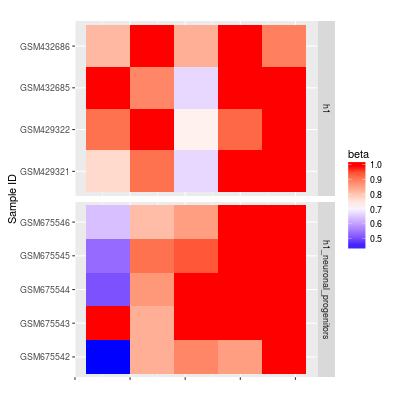 GSM432686
GSM432685
GSM429322
GSM429321
h1
GSM675546
GSM675545
GSM675544
GSM675543
GSM675542
h1_neuronal_progenitors
Sample ID
beta
1.0
0.9
0.8
0.7
0.6
0.5